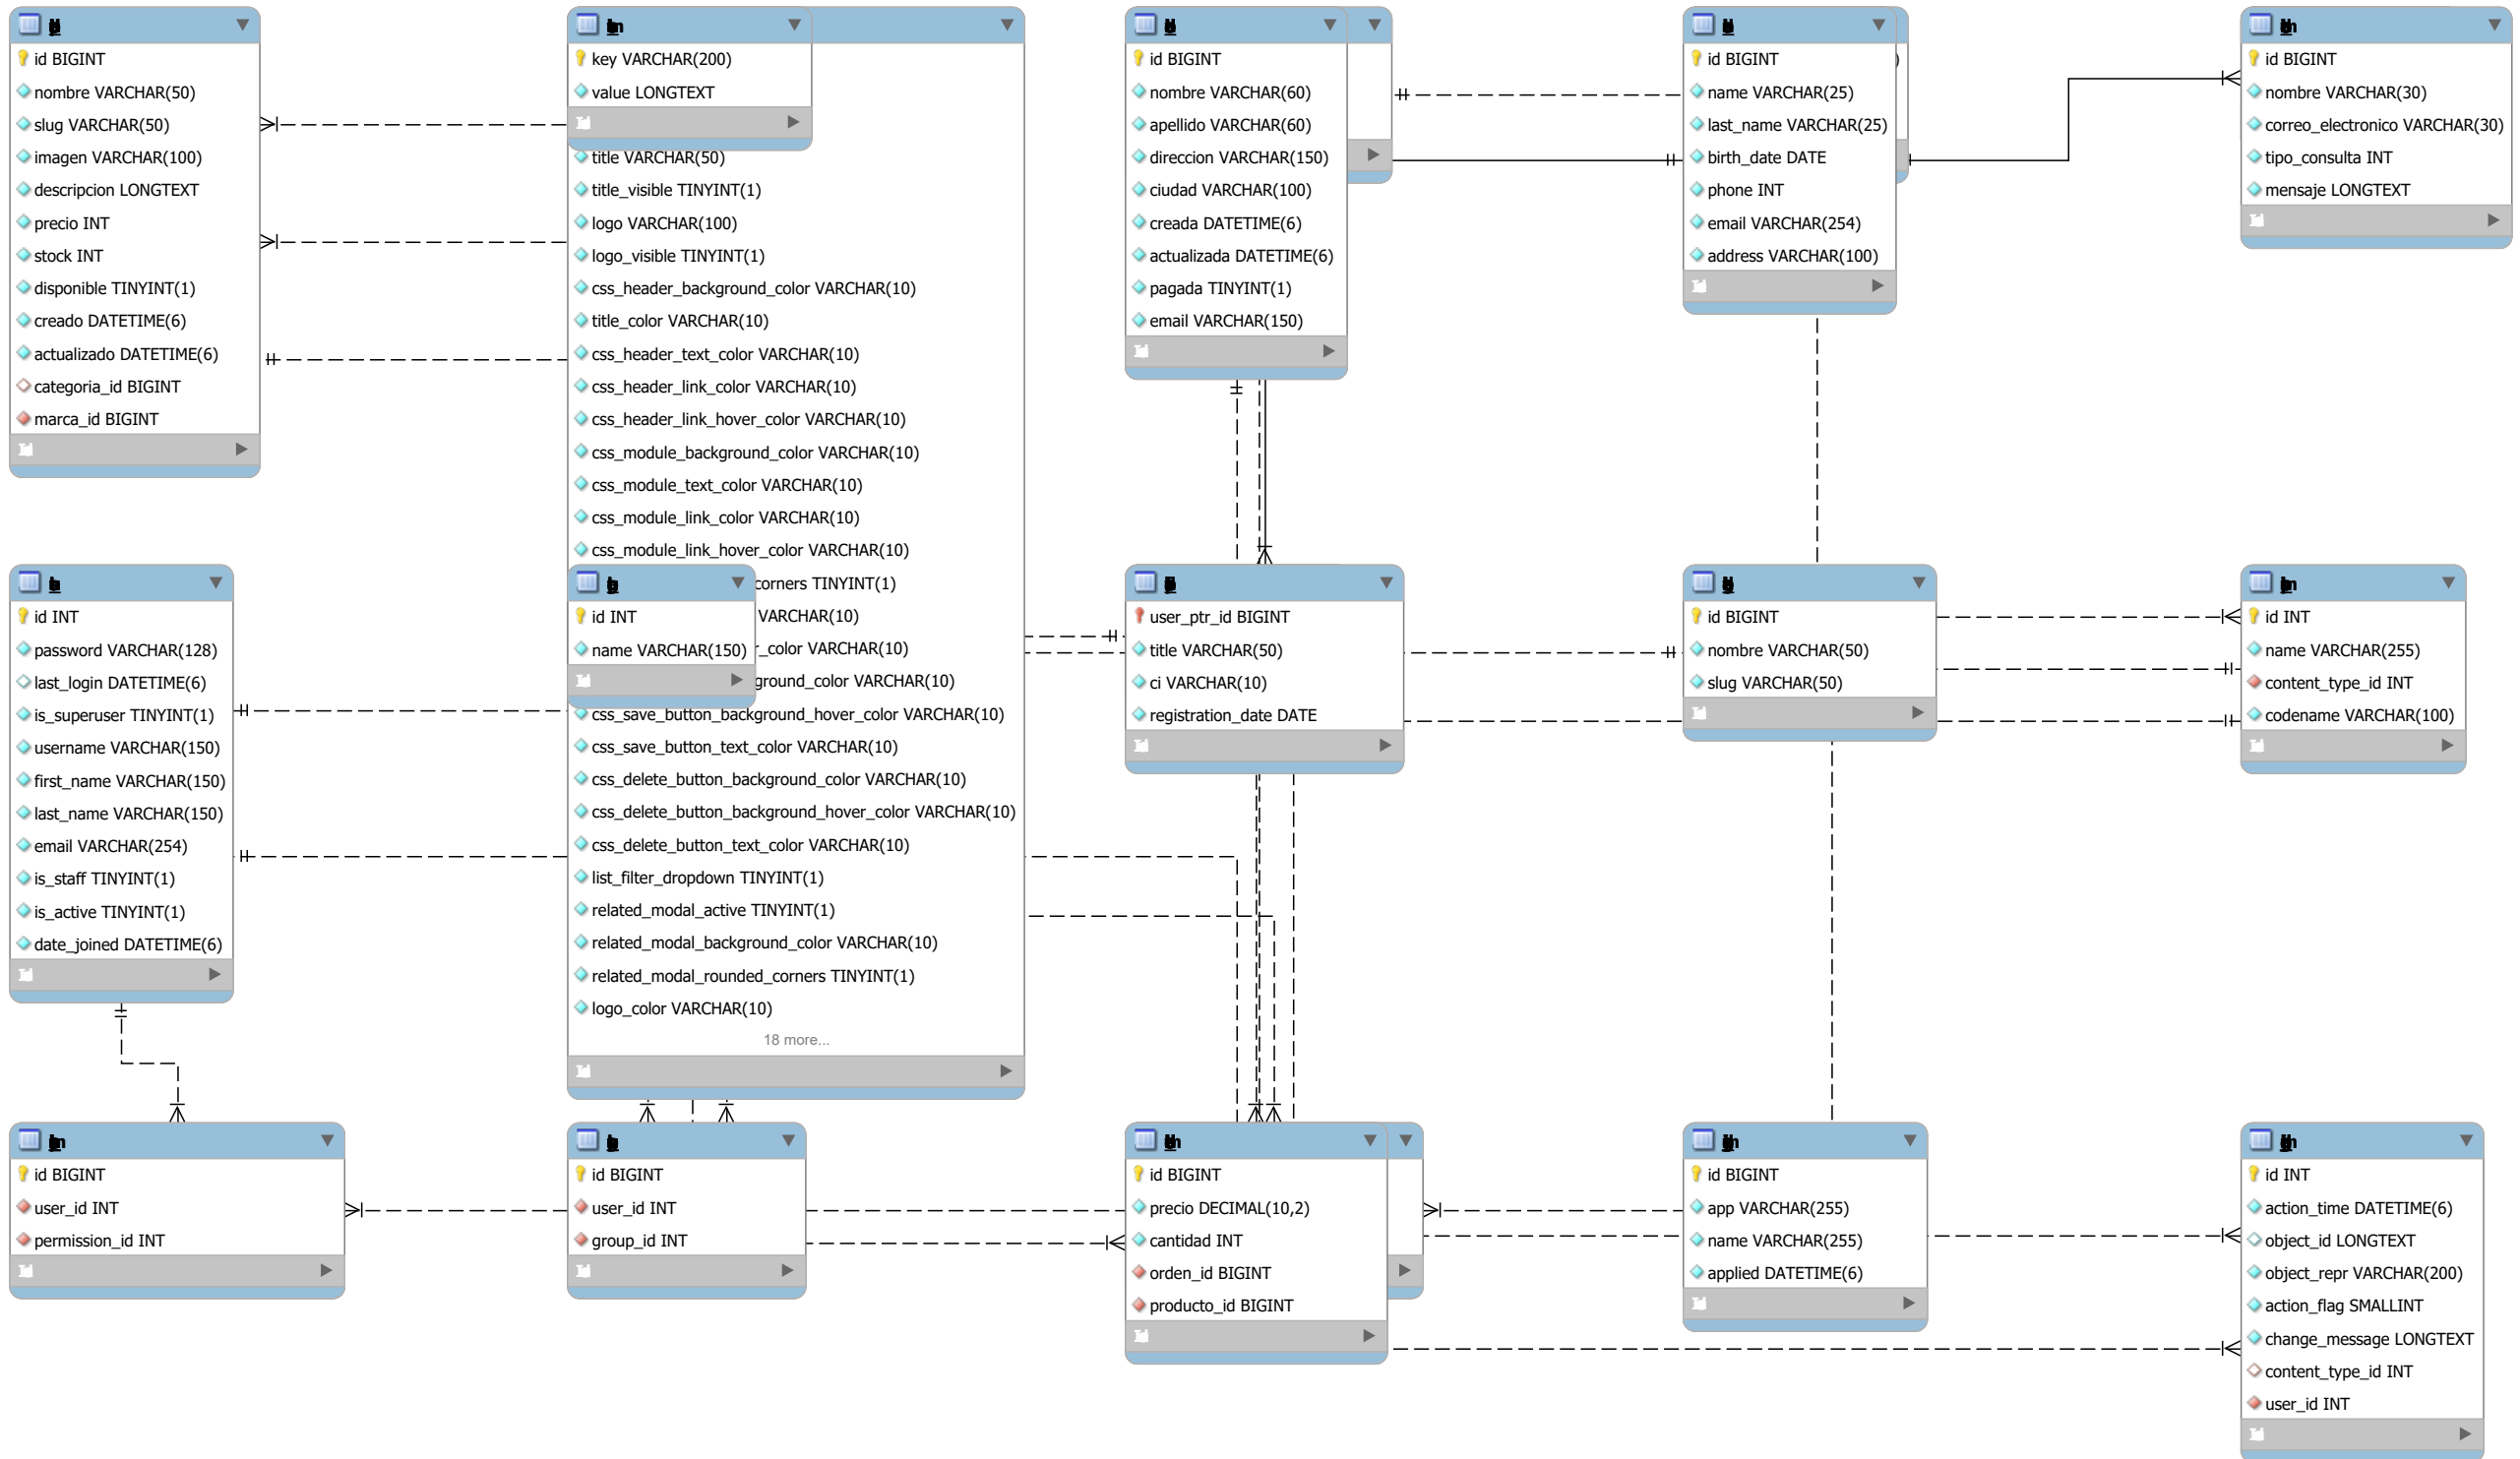 id BIGINT
nombre VARCHAR(50)
slug VARCHAR(50)
imagen VARCHAR(100)
descripcion LONGTEXT
precio INT
stock INT
disponible TINYINT(1)
creado DATETIME(6)
actualizado DATETIME(6)
categoria_id BIGINT
marca_id BIGINT
key VARCHAR(200)
value LONGTEXT
title VARCHAR(50)
title_visible TINYINT(1)
logo VARCHAR(100)
logo_visible TINYINT(1)
css_header_background_color VARCHAR(10)
title_color VARCHAR(10)
css_header_text_color VARCHAR(10)
css_header_link_color VARCHAR(10)
css_header_link_hover_color VARCHAR(10)
css_module_background_color VARCHAR(10)
css_module_text_color VARCHAR(10)
css_module_link_color VARCHAR(10)
css_module_link_hover_color VARCHAR(10)
corners TINYINT(1)
VARCHAR(10)
r_color VARCHAR(10)
ground_color VARCHAR(10)
css_save_button_background_hover_color VARCHAR(10)
css_save_button_text_color VARCHAR(10)
css_delete_button_background_color VARCHAR(10)
css_delete_button_background_hover_color VARCHAR(10)
css_delete_button_text_color VARCHAR(10)
list_filter_dropdown TINYINT(1)
related_modal_active TINYINT(1)
related_modal_background_color VARCHAR(10)
related_modal_rounded_corners TINYINT(1)
logo_color VARCHAR(10)
18 more...
id INT
name VARCHAR(150)
id BIGINT
nombre VARCHAR(60)
apellido VARCHAR(60)
direccion VARCHAR(150)
ciudad VARCHAR(100)
creada DATETIME(6)
actualizada DATETIME(6)
pagada TINYINT(1)
email VARCHAR(150)
id BIGINT
name VARCHAR(25)
last_name VARCHAR(25)
birth_date DATE
phone INT
email VARCHAR(254)
address VARCHAR(100)
)
id BIGINT
nombre VARCHAR(30)
correo_electronico VARCHAR(30)
tipo_consulta INT
mensaje LONGTEXT
id INT
password VARCHAR(128)
last_login DATETIME(6)
is_superuser TINYINT(1)
username VARCHAR(150)
first_name VARCHAR(150)
last_name VARCHAR(150)
email VARCHAR(254)
is_staff TINYINT(1)
is_active TINYINT(1)
date_joined DATETIME(6)
user_ptr_id BIGINT
title VARCHAR(50)
ci VARCHAR(10)
registration_date DATE
id BIGINT
nombre VARCHAR(50)
slug VARCHAR(50)
id INT
name VARCHAR(255)
content_type_id INT
codename VARCHAR(100)
id BIGINT
user_id INT
permission_id INT
id BIGINT
user_id INT
group_id INT
id BIGINT
precio DECIMAL(10,2)
cantidad INT
orden_id BIGINT
producto_id BIGINT
id BIGINT
app VARCHAR(255)
name VARCHAR(255)
applied DATETIME(6)
id INT
action_time DATETIME(6)
object_id LONGTEXT
object_repr VARCHAR(200)
action_flag SMALLINT
change_message LONGTEXT
content_type_id INT
user_id INT